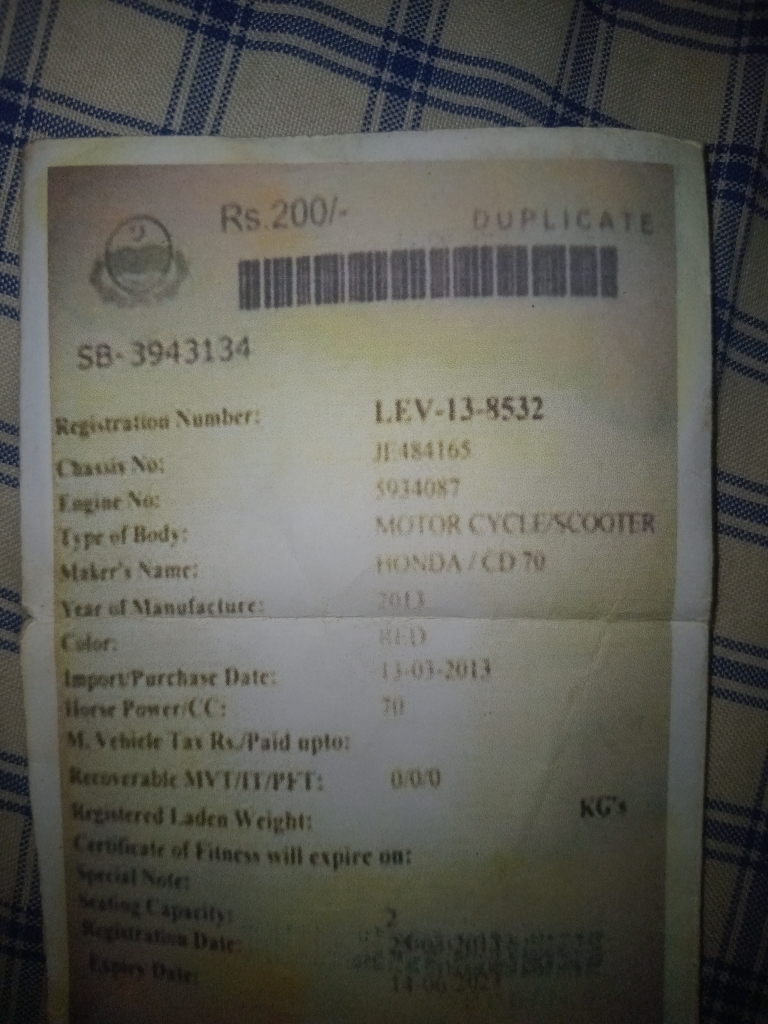 Rs.200/-
DUPLICATE
SB-3943134
Registration Number: LEV-13-8532
Chassis No: JF484165
Engine No: 5934087
Type of Body: MOTOR CYCLE/SCOOTER
Maker's Name: HONDA / CD 70
Year of Manufacture: 2013
Color: RED
Import/Purchase Date: 13-03-2013
Horse Power/CC: 70
M. Vehicle Tax Rs./Paid upto:
Recoverable MVT/IT/PFT: 0/0/0
Registered Laden Weight: KG's
Certificate of Fitness will expire on:
Special Note:
Seating Capacity: 2
Registration Date:
Expiry Date: